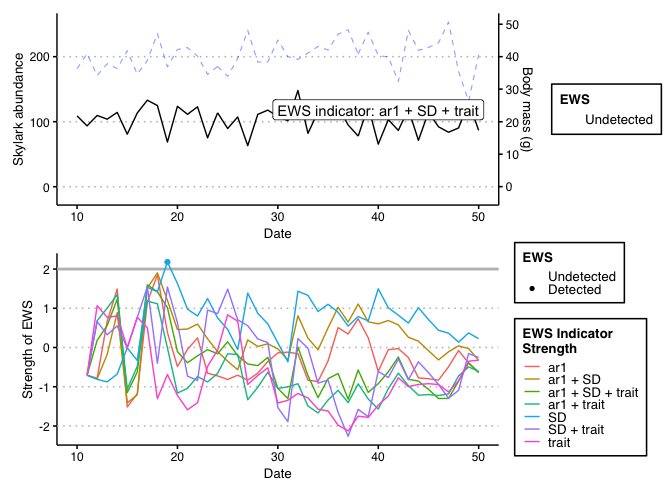 200
100
0
Skylark abundance
50
40
30
20
10
0
Body mass (g)
EWS indicator: ar1 + SD + trait
10
20
30
40
50
Date
EWS
Undetected
2
1
0
-1
-2
Strength of EWS
10
20
30
40
50
Date
EWS
Undetected
Detected
EWS Indicator
Strength
ar1
ar1 + SD
ar1 + SD + trait
ar1 + trait
SD
SD + trait
trait